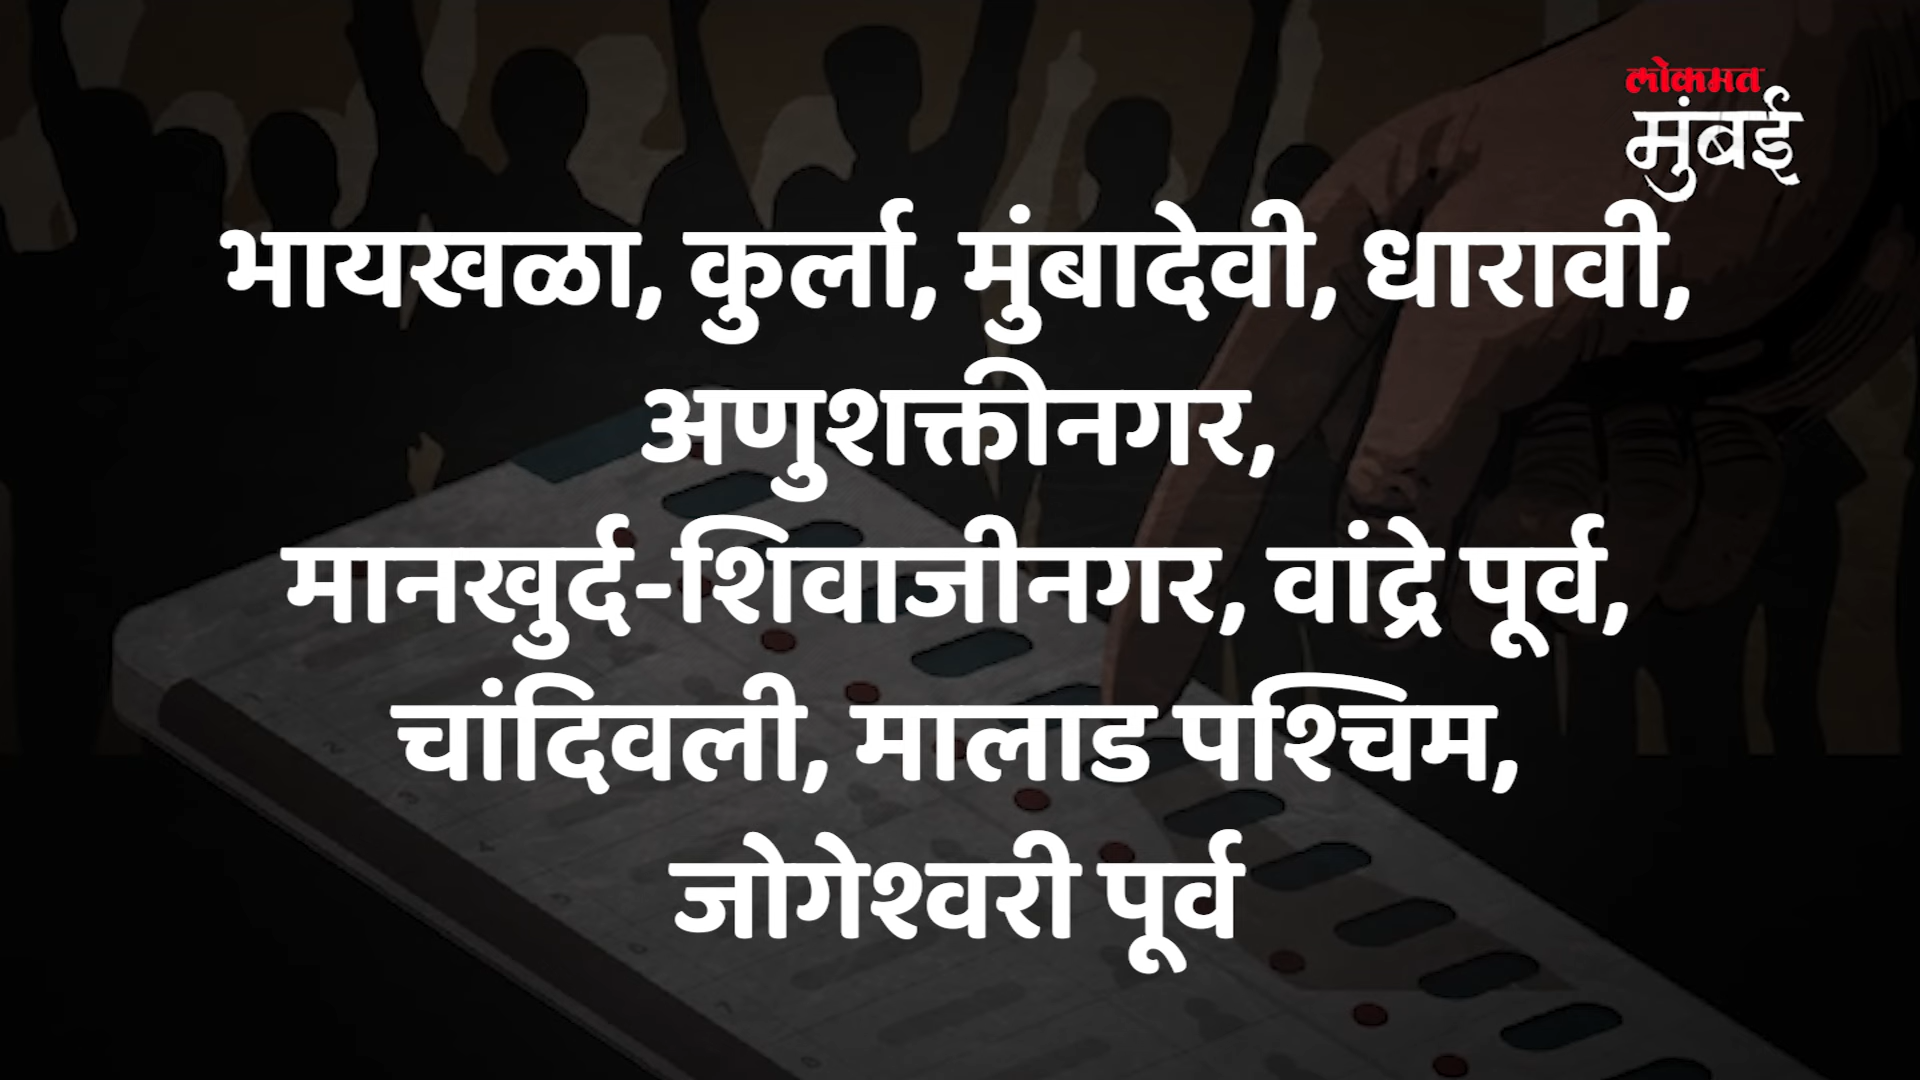 लोकमत
मुंबई
भायखळा, कुर्ला, मुंबादेवी, धारावी,
अणुशक्तीनगर,
मानखुर्द-शिवाजीनगर, वांद्रे पूर्व,
चांदिवली, मालाड पश्चिम,
जोगेश्वरी पूर्व